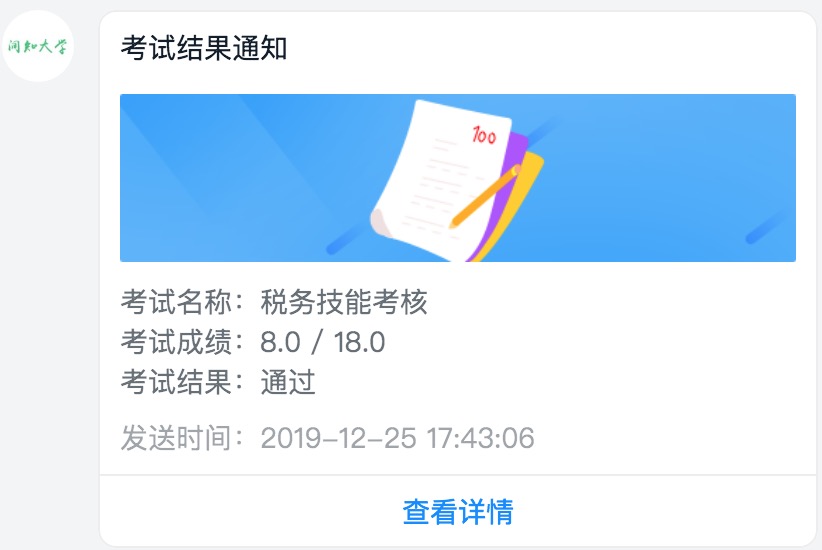 考试结果通知
问知大学
100
考试名称：税务技能考核
考试成绩：8.0 / 18.0
考试结果：通过
发送时间：2019-12-25 17:43:06
查看详情